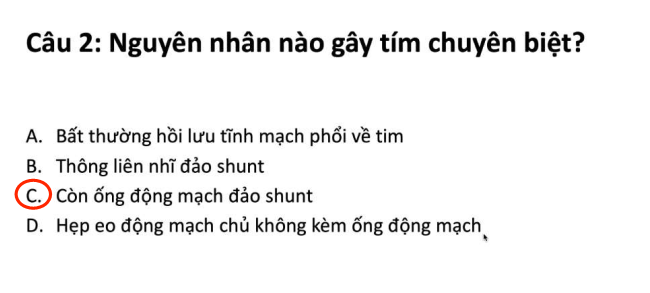 Câu 2: Nguyên nhân nào gây tím chuyên biệt?
A. Bất thường hồi lưu tĩnh mạch phổi về tim
B. Thông liên nhĩ đảo shunt
C. Còn ống động mạch đảo shunt
D. Hẹp eo động mạch chủ không kèm ống động mạch